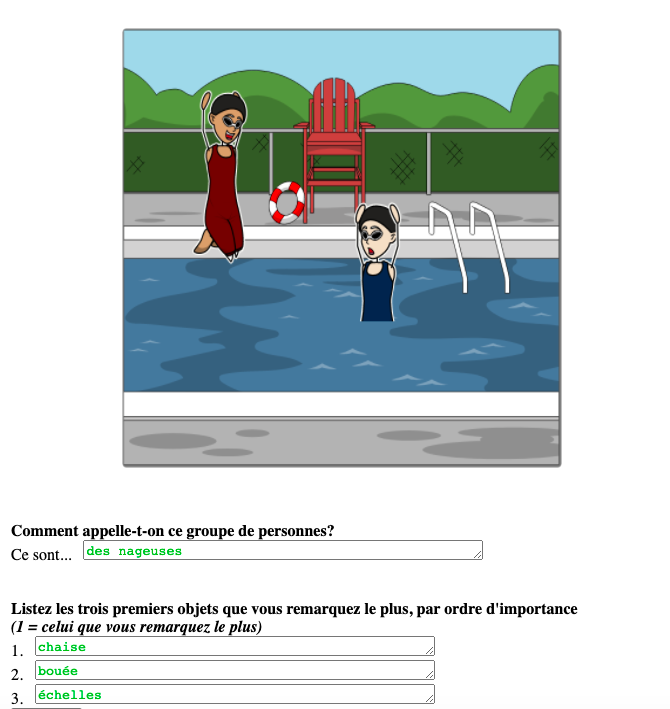 Comment appelle-t-on ce groupe de personnes?
Ce sont... des nageuses
Listez les trois premiers objets que vous remarquez le plus, par ordre d'importance
(1 = celui que vous remarquez le plus)
1. chaise
2. bouée
3. échelles